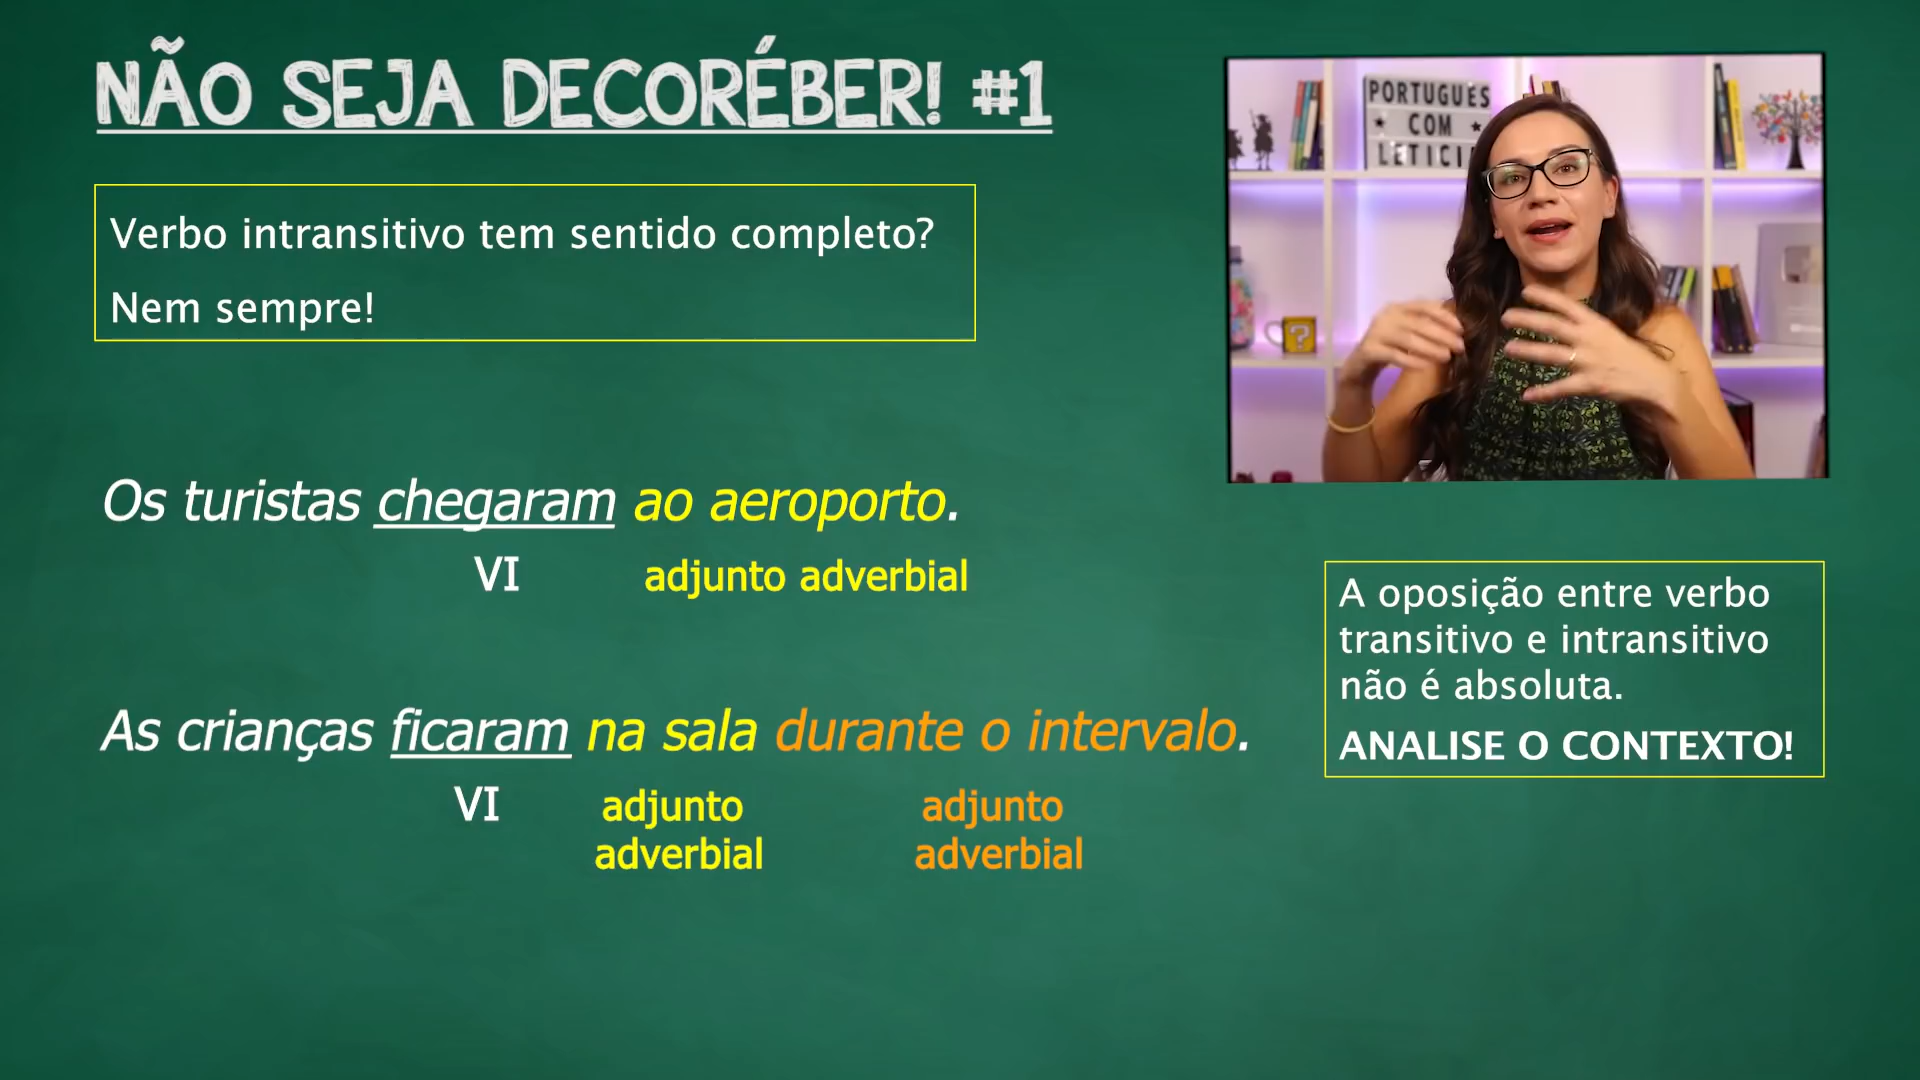 NÃO SEJA DECORÉBER! #1
PORTUGUES
COM
LETICI
Verbo intransitivo tem sentido completo?
Nem sempre!
Os turistas chegaram ao aeroporto.
VI adjunto adverbial
A oposição entre verbo
transitivo e intransitivo
não é absoluta.
ANALISE O CONTEXTO!
As crianças ficaram na sala durante o intervalo.
VI adjunto adjunto
adverbial adverbial